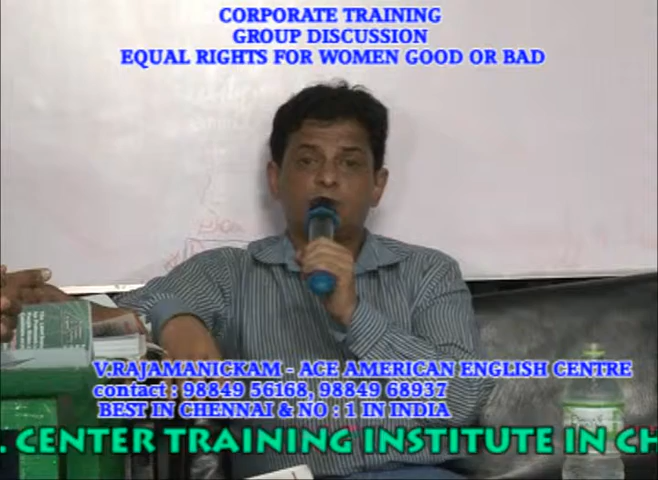 CORPORATE TRAINING
GROUP DISCUSSION
EQUAL RIGHTS FOR WOMEN GOOD OR BAD
V.RAJAMANICKAM - ACE AMERICAN ENGLISH CENTRE
contact : 98849 56168, 98849 68937
BEST IN CHENNAI & NO : 1 IN INDIA
L CENTER TRAINING INSTITUTE IN CH